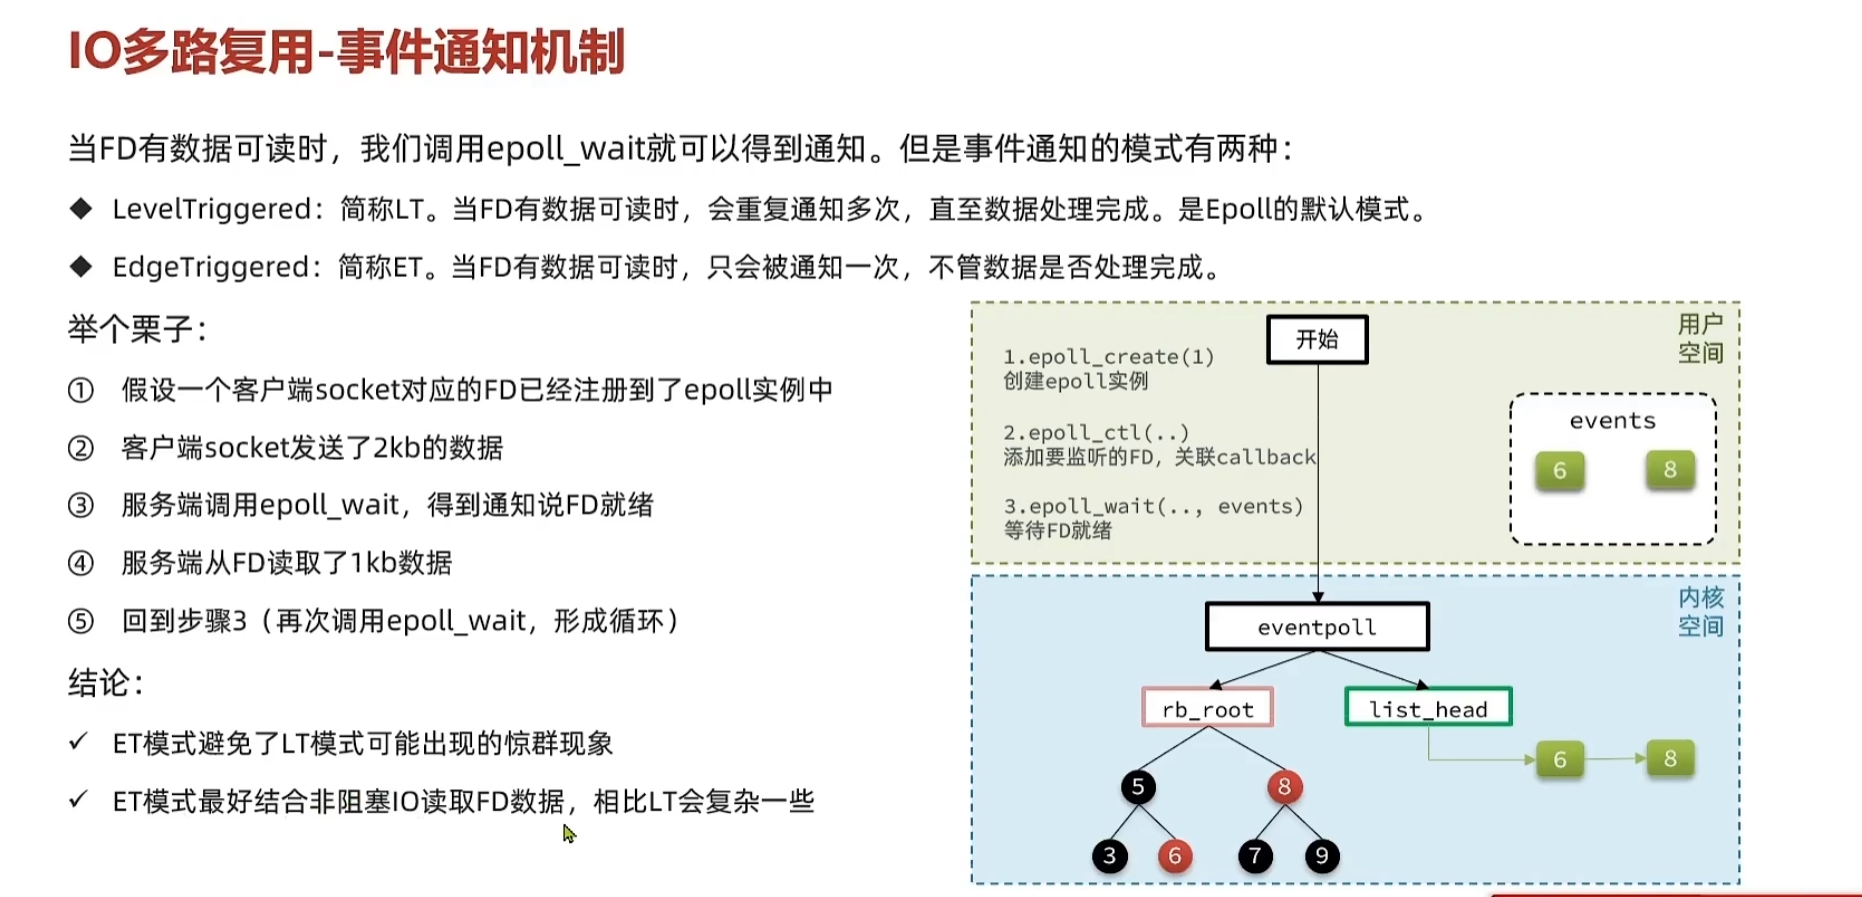 IO多路复用-事件通知机制
当FD有数据可读时，我们调用epoll_wait就可以得到通知。但是事件通知的模式有两种：
◆ LevelTriggered：简称LT。当FD有数据可读时，会重复通知多次，直至数据处理完成。是Epoll的默认模式。
◆ EdgeTriggered：简称ET。当FD有数据可读时，只会被通知一次，不管数据是否处理完成。
举个栗子：
① 假设一个客户端socket对应的FD已经注册到了epoll实例中
② 客户端socket发送了2kb的数据
③ 服务端调用epoll_wait，得到通知说FD就绪
④ 服务端从FD读取了1kb数据
⑤ 回到步骤3（再次调用epoll_wait，形成循环）
结论：
✓ ET模式避免了LT模式可能出现的惊群现象
✓ ET模式最好结合非阻塞IO读取FD数据，相比LT会复杂一些
用户
空间
开始
1.epoll_create(1)
创建epoll实例
2.epoll_ctl(..)
添加要监听的FD，关联callback
3.epoll_wait(.., events)
等待FD就绪
events
6 8
内核
空间
eventpoll
rb_root list_head
6 8
5 8
3 6 7 9